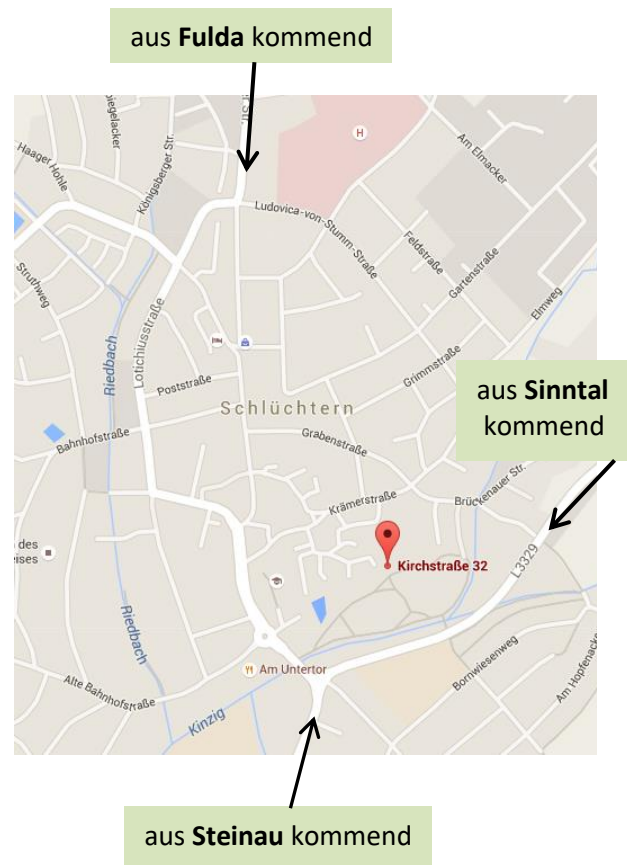 aus Fulda kommend
Haager Hohle
Königsberger Str.
H
Am Elmacker
Ludovica-von-Stumm-Straße
Feldstraße
Gartenstraße
Elmweg
Struthweg
Riedbach
Lotichiusstraße
Poststraße
Grimmstraße
Schlüchtern
aus Sinntal
kommend
Bahnhofstraße
Grabenstraße
Krämerstraße
Brückenauer Str.
Kirchstraße 32
L3329
Riedbach
Am Untertor
Alte Bahnhofstraße
Kinzig
Bornwiesenweg
aus Steinau kommend